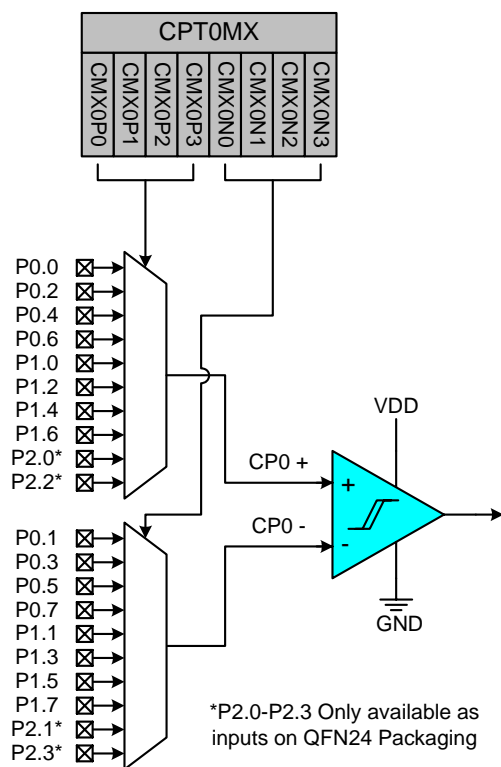 CPT0MX
CMX0P0
CMX0P1
CMX0P2
CMX0P3
CMX0N0
CMX0N1
CMX0N2
CMX0N3
P0.0
P0.2
P0.4
P0.6
P1.0
P1.2
P1.4
P1.6
P2.0*
P2.2*
VDD
CP0 +
+
CP0 -
-
GND
P0.1
P0.3
P0.5
P0.7
P1.1
P1.3
P1.5
P1.7
P2.1*
P2.3*
*P2.0-P2.3 Only available as
inputs on QFN24 Packaging